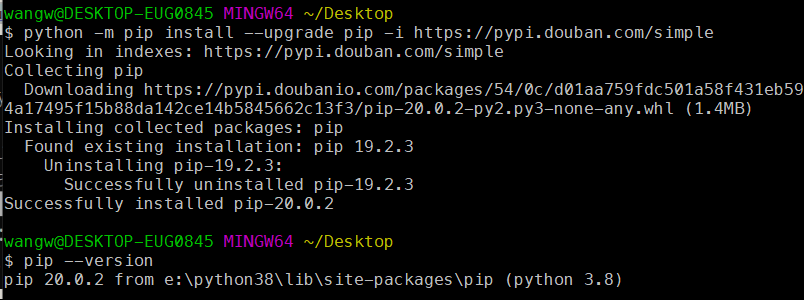 wangw@DESKTOP-EUG0845 MINGW64 ~/Desktop
$ python -m pip install --upgrade pip -i https://pypi.douban.com/simple
Looking in indexes: https://pypi.douban.com/simple
Collecting pip
  Downloading https://pypi.doubanio.com/packages/54/0c/d01aa759fdc501a58f431eb59
4a17495f15b88da142ce14b5845662c13f3/pip-20.0.2-py2.py3-none-any.whl (1.4MB)
Installing collected packages: pip
  Found existing installation: pip 19.2.3
    Uninstalling pip-19.2.3:
      Successfully uninstalled pip-19.2.3
Successfully installed pip-20.0.2
wangw@DESKTOP-EUG0845 MINGW64 ~/Desktop
$ pip --version
pip 20.0.2 from e:\python38\lib\site-packages\pip (python 3.8)